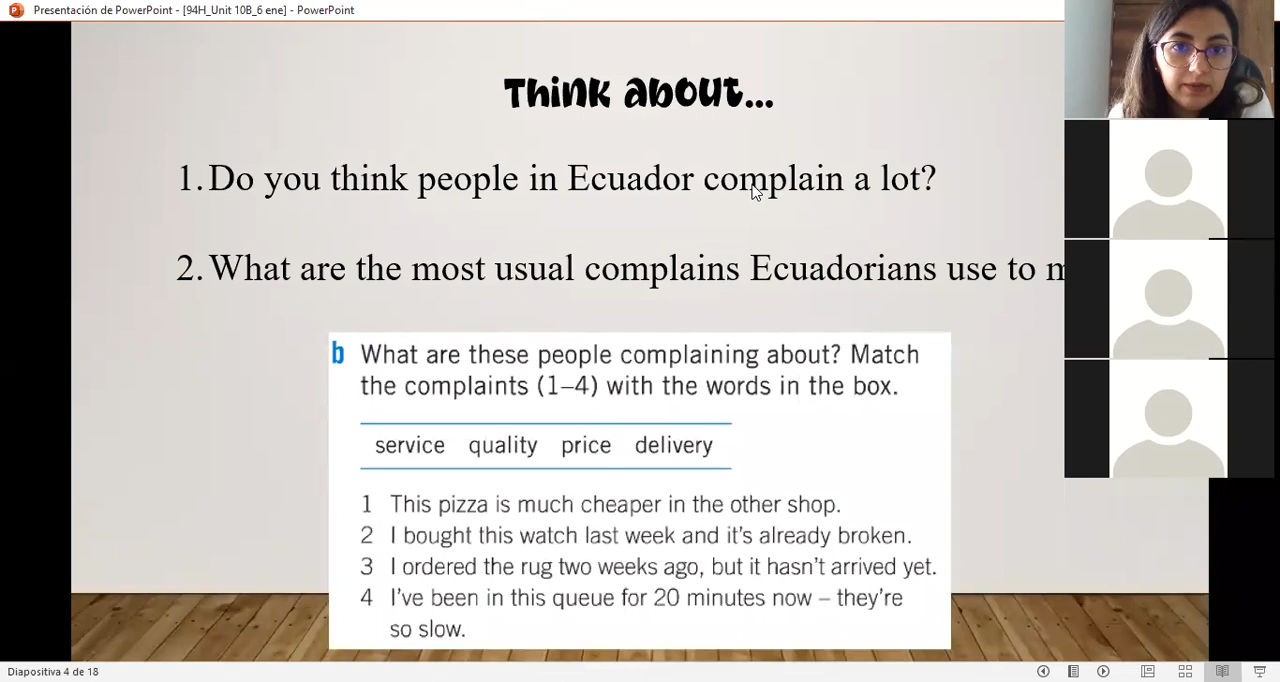 Presentación de PowerPoint - [94H_Unit 10B_6 ene] - PowerPoint
Think about...
1. Do you think people in Ecuador complain a lot?
2. What are the most usual complains Ecuadorians use to
b What are these people complaining about? Match
the complaints (1–4) with the words in the box.
service quality price delivery
1 This pizza is much cheaper in the other shop.
2 I bought this watch last week and it's already broken.
3 I ordered the rug two weeks ago, but it hasn't arrived yet.
4 I've been in this queue for 20 minutes now – they're
so slow.
Diapositiva 4 de 18